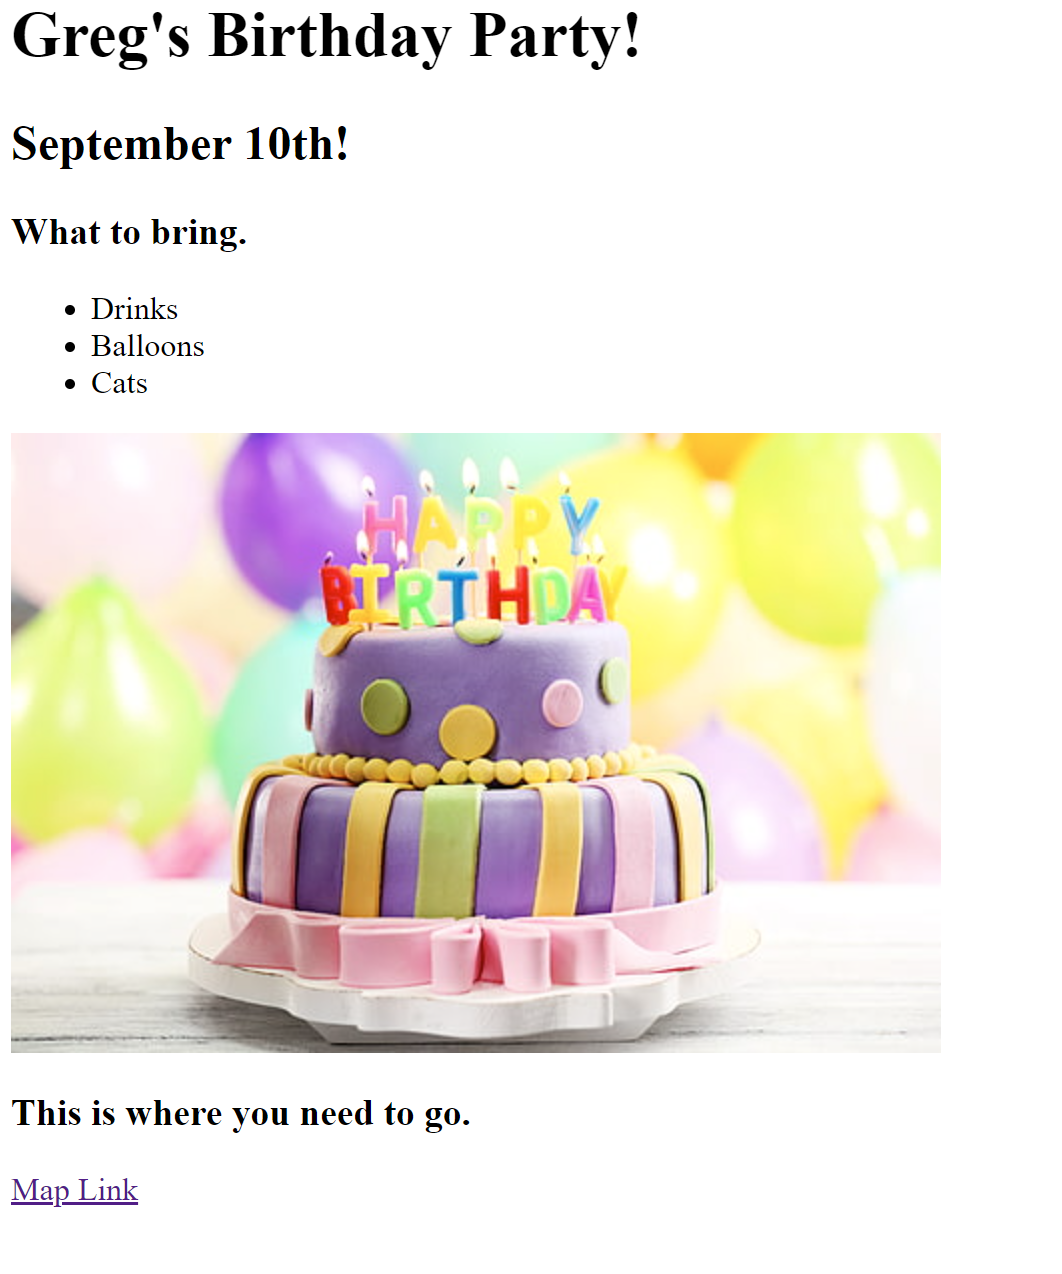 Greg's Birthday Party!
September 10th!
What to bring.
Drinks
Balloons
Cats
HAPPY
BIRTHDAY
This is where you need to go.
Map Link